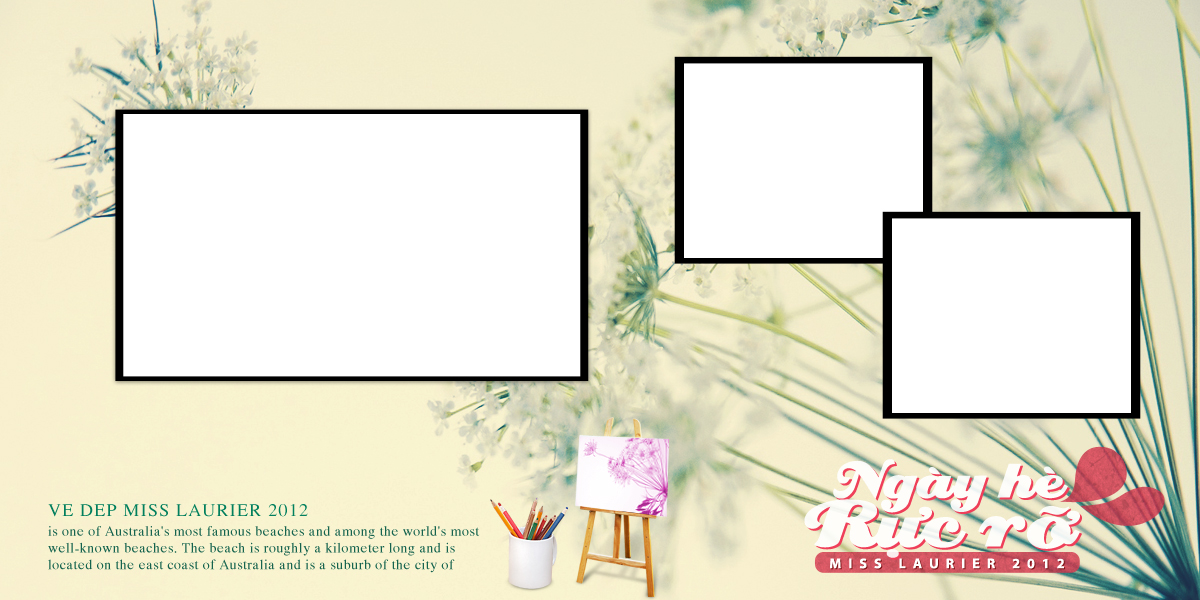 VE DEP MISS LAURIER 2012
is one of Australia's most famous beaches and among the world's most
well-known beaches. The beach is roughly a kilometer long and is
located on the east coast of Australia and is a suburb of the city of
Ngày hè
Rực rỡ
MISS LAURIER 2012